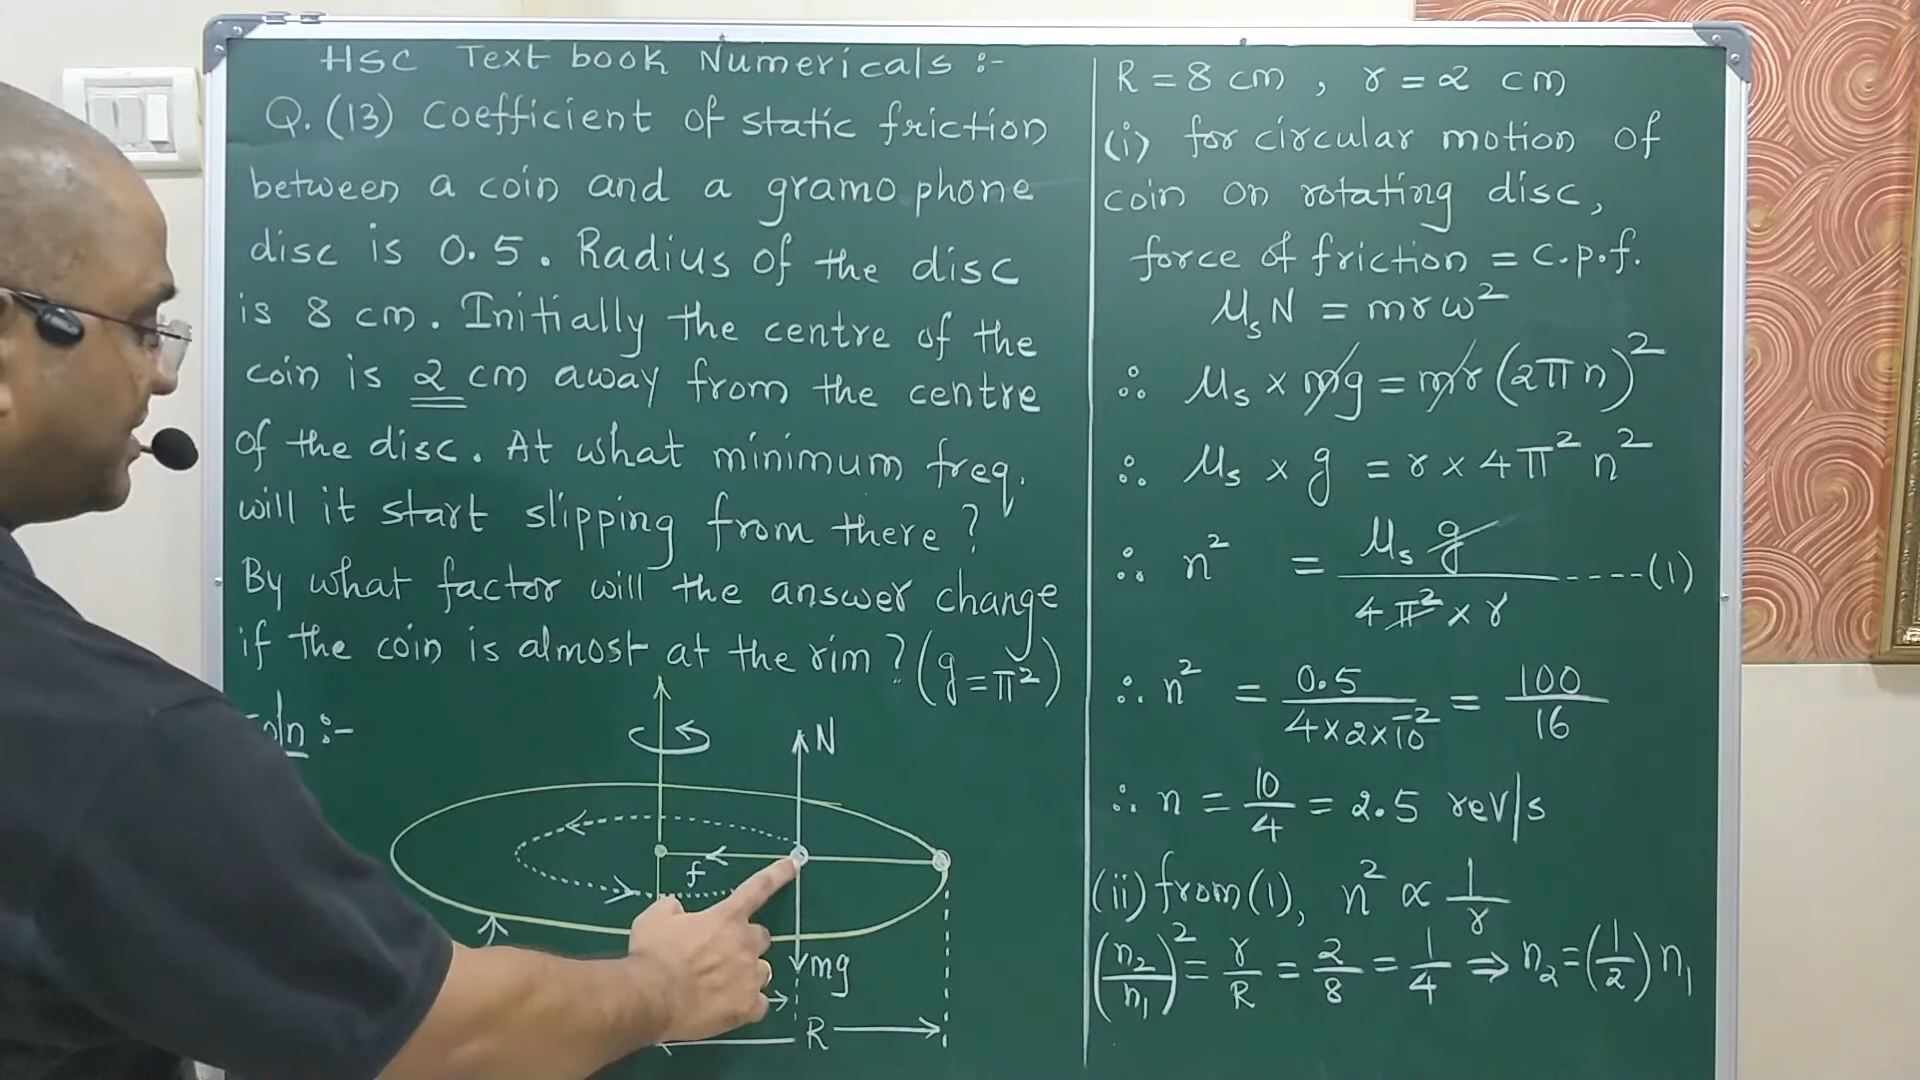 HSC Text book Numericals :-
Q. (13) Coefficient of static friction
between a coin and a gramo phone
disc is 0.5. Radius of the disc
is 8 cm. Initially the centre of the
coin is 2 cm away from the centre
of the disc. At what minimum freq.
will it start slipping from there?
By what factor will the answer change
if the coin is almost at the rim? (g=π²)
oln :-
N
f
mg
R
R = 8 cm, r = 2 cm
(i) for circular motion of
coin on rotating disc,
force of friction = c.p.f.
μₛN = mrω²
∴ μₛ × mg = mr(2πn)²
∴ μₛ × g = r × 4π² n²
∴ n² = μₛ g / 4π² × r ----(1)
∴ n² = 0.5 / 4×2×10⁻² = 100 / 16
∴ n = 10/4 = 2.5 rev/s
(ii) from (1), n² ∝ 1/r
(n₂/n₁)² = r/R = 2/8 = 1/4 ⇒ n₂ = (1/2) n₁